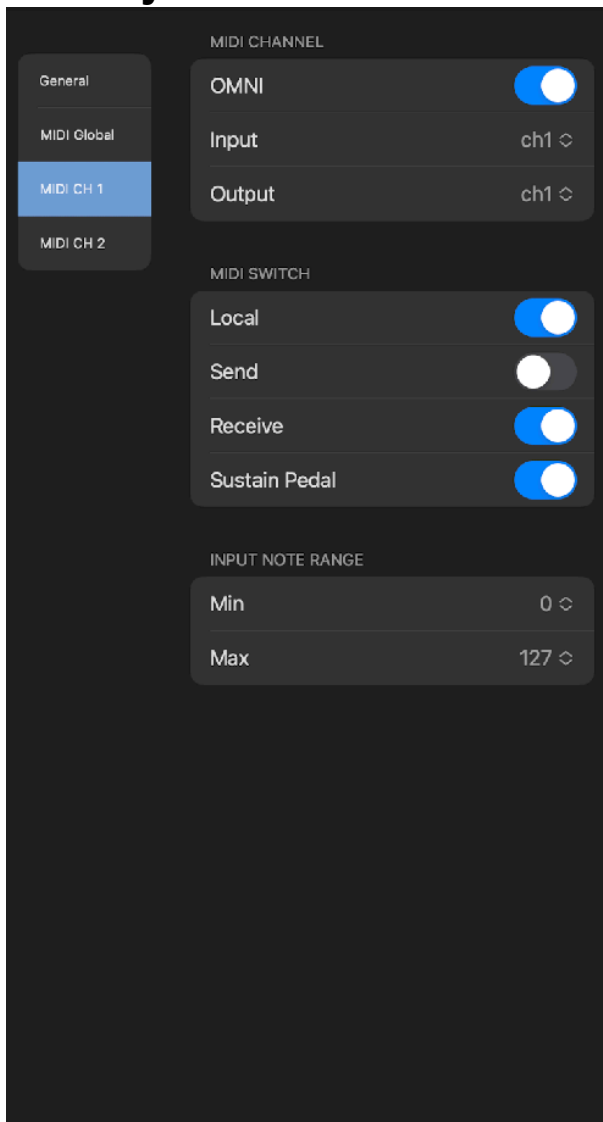 General
MIDI Global
MIDI CH 1
MIDI CH 2
MIDI CHANNEL
OMNI
Input ch1
Output ch1
MIDI SWITCH
Local
Send
Receive
Sustain Pedal
INPUT NOTE RANGE
Min 0
Max 127